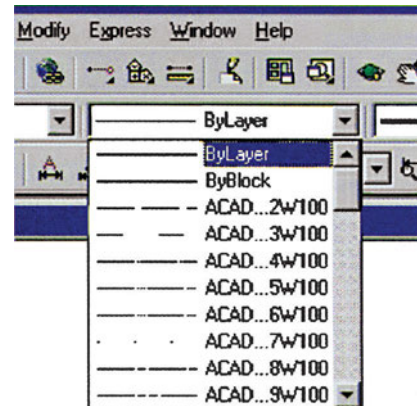 Modify Express Window Help
ByLayer
ByLayer
ByBlock
ACAD...2W100
ACAD...3W100
ACAD...4W100
ACAD...5W100
ACAD...6W100
ACAD...7W100
ACAD...8W100
ACAD...9W100